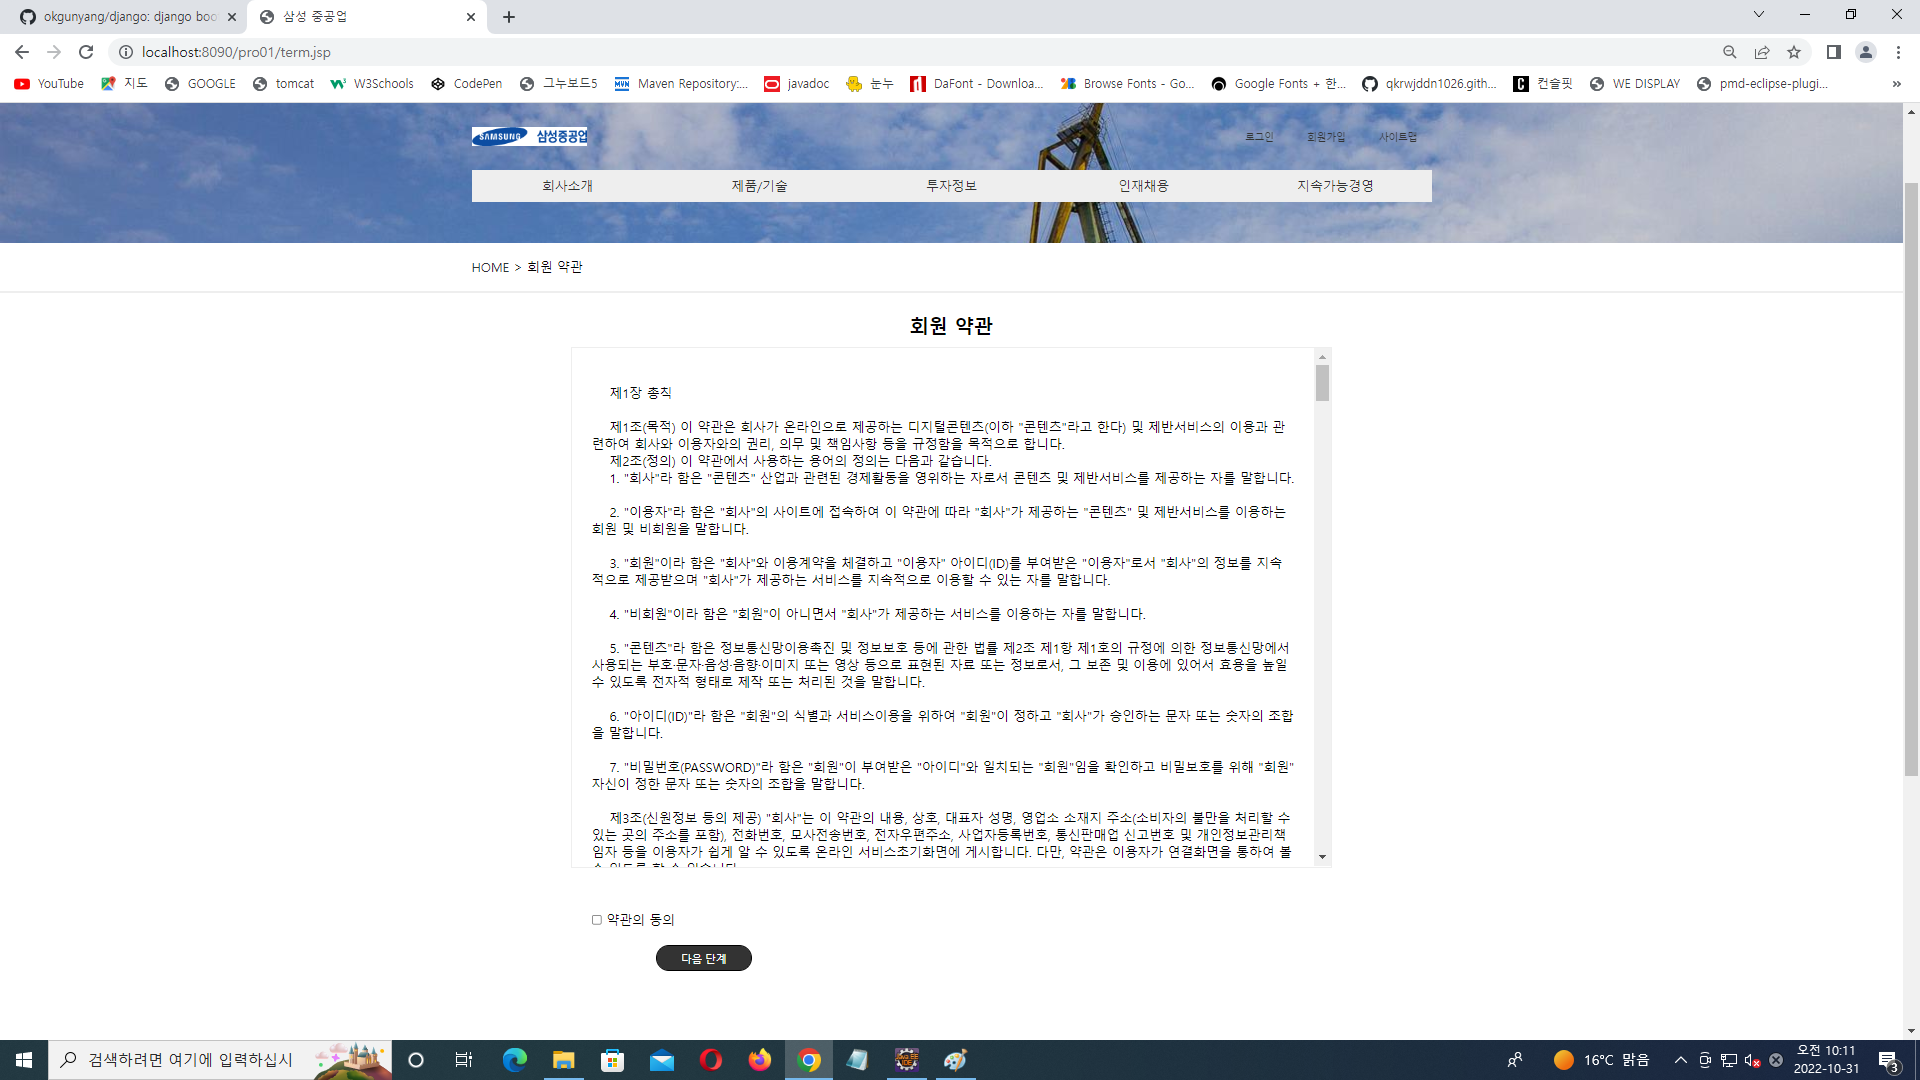 okgunyang/django: django boo
삼성 중공업
localhost:8090/pro01/term.jsp
YouTube
지도
GOOGLE
tomcat
W3Schools
CodePen
그누보드5
Maven Repository:...
javadoc
눈누
DaFont - Downloa...
Browse Fonts - Go...
Google Fonts + 한...
qkrwjddn1026.gith...
컨슬핏
WE DISPLAY
pmd-eclipse-plugi...
SAMSUNG 삼성중공업
로그인 회원가입 사이트맵
회사소개 제품/기술 투자정보 인재채용 지속가능경영
HOME > 회원 약관
회원 약관
제1장 총칙
제1조(목적) 이 약관은 회사가 온라인으로 제공하는 디지털콘텐츠(이하 "콘텐츠"라고 한다) 및 제반서비스의 이용과 관
련하여 회사와 이용자와의 권리, 의무 및 책임사항 등을 규정함을 목적으로 합니다.
제2조(정의) 이 약관에서 사용하는 용어의 정의는 다음과 같습니다.
1. "회사"라 함은 "콘텐츠" 산업과 관련된 경제활동을 영위하는 자로서 콘텐츠 및 제반서비스를 제공하는 자를 말합니다.
2. "이용자"라 함은 "회사"의 사이트에 접속하여 이 약관에 따라 "회사"가 제공하는 "콘텐츠" 및 제반서비스를 이용하는
회원 및 비회원을 말합니다.
3. "회원"이라 함은 "회사"와 이용계약을 체결하고 "이용자" 아이디(ID)를 부여받은 "이용자"로서 "회사"의 정보를 지속
적으로 제공받으며 "회사"가 제공하는 서비스를 지속적으로 이용할 수 있는 자를 말합니다.
4. "비회원"이라 함은 "회원"이 아니면서 "회사"가 제공하는 서비스를 이용하는 자를 말합니다.
5. "콘텐츠"라 함은 정보통신망이용촉진 및 정보보호 등에 관한 법률 제2조 제1항 제1호의 규정에 의한 정보통신망에서
사용되는 부호·문자·음성·음향·이미지 또는 영상 등으로 표현된 자료 또는 정보로서, 그 보존 및 이용에 있어서 효용을 높일
수 있도록 전자적 형태로 제작 또는 처리된 것을 말합니다.
6. "아이디(ID)"라 함은 "회원"의 식별과 서비스이용을 위하여 "회원"이 정하고 "회사"가 승인하는 문자 또는 숫자의 조합
을 말합니다.
7. "비밀번호(PASSWORD)"라 함은 "회원"이 부여받은 "아이디"와 일치되는 "회원"임을 확인하고 비밀보호를 위해 "회원"
자신이 정한 문자 또는 숫자의 조합을 말합니다.
제3조(신원정보 등의 제공) "회사"는 이 약관의 내용, 상호, 대표자 성명, 영업소 소재지 주소(소비자의 불만을 처리할 수
있는 곳의 주소를 포함), 전화번호, 모사전송번호, 전자우편주소, 사업자등록번호, 통신판매업 신고번호 및 개인정보관리책
임자 등을 이용자가 쉽게 알 수 있도록 온라인 서비스초기화면에 게시합니다. 다만, 약관은 이용자가 연결화면을 통하여 볼
약관의 동의
다음 단계
검색하려면 여기에 입력하십시
16°C 맑음
오전 10:11
2022-10-31
3